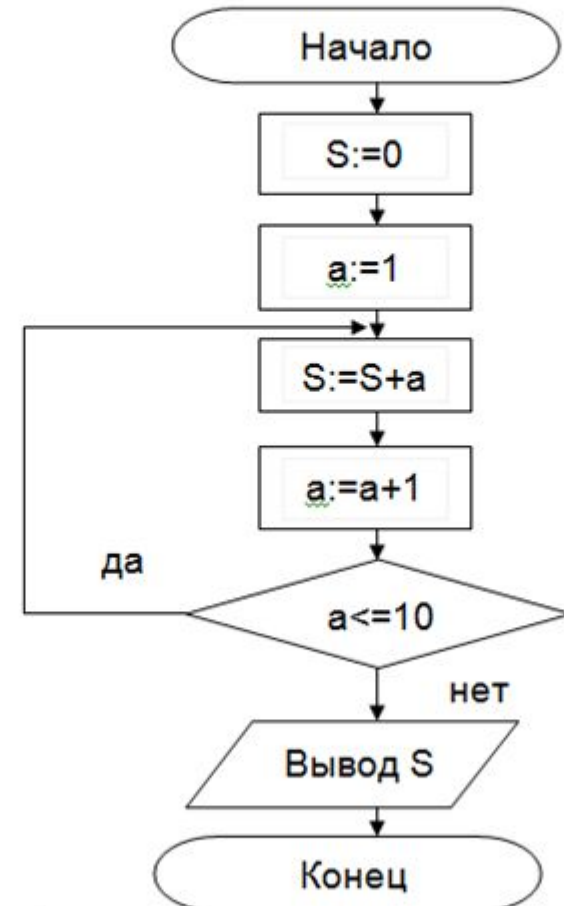 Начало
S:=0
a:=1
S:=S+a
a:=a+1
да
a<=10
нет
Вывод S
Конец